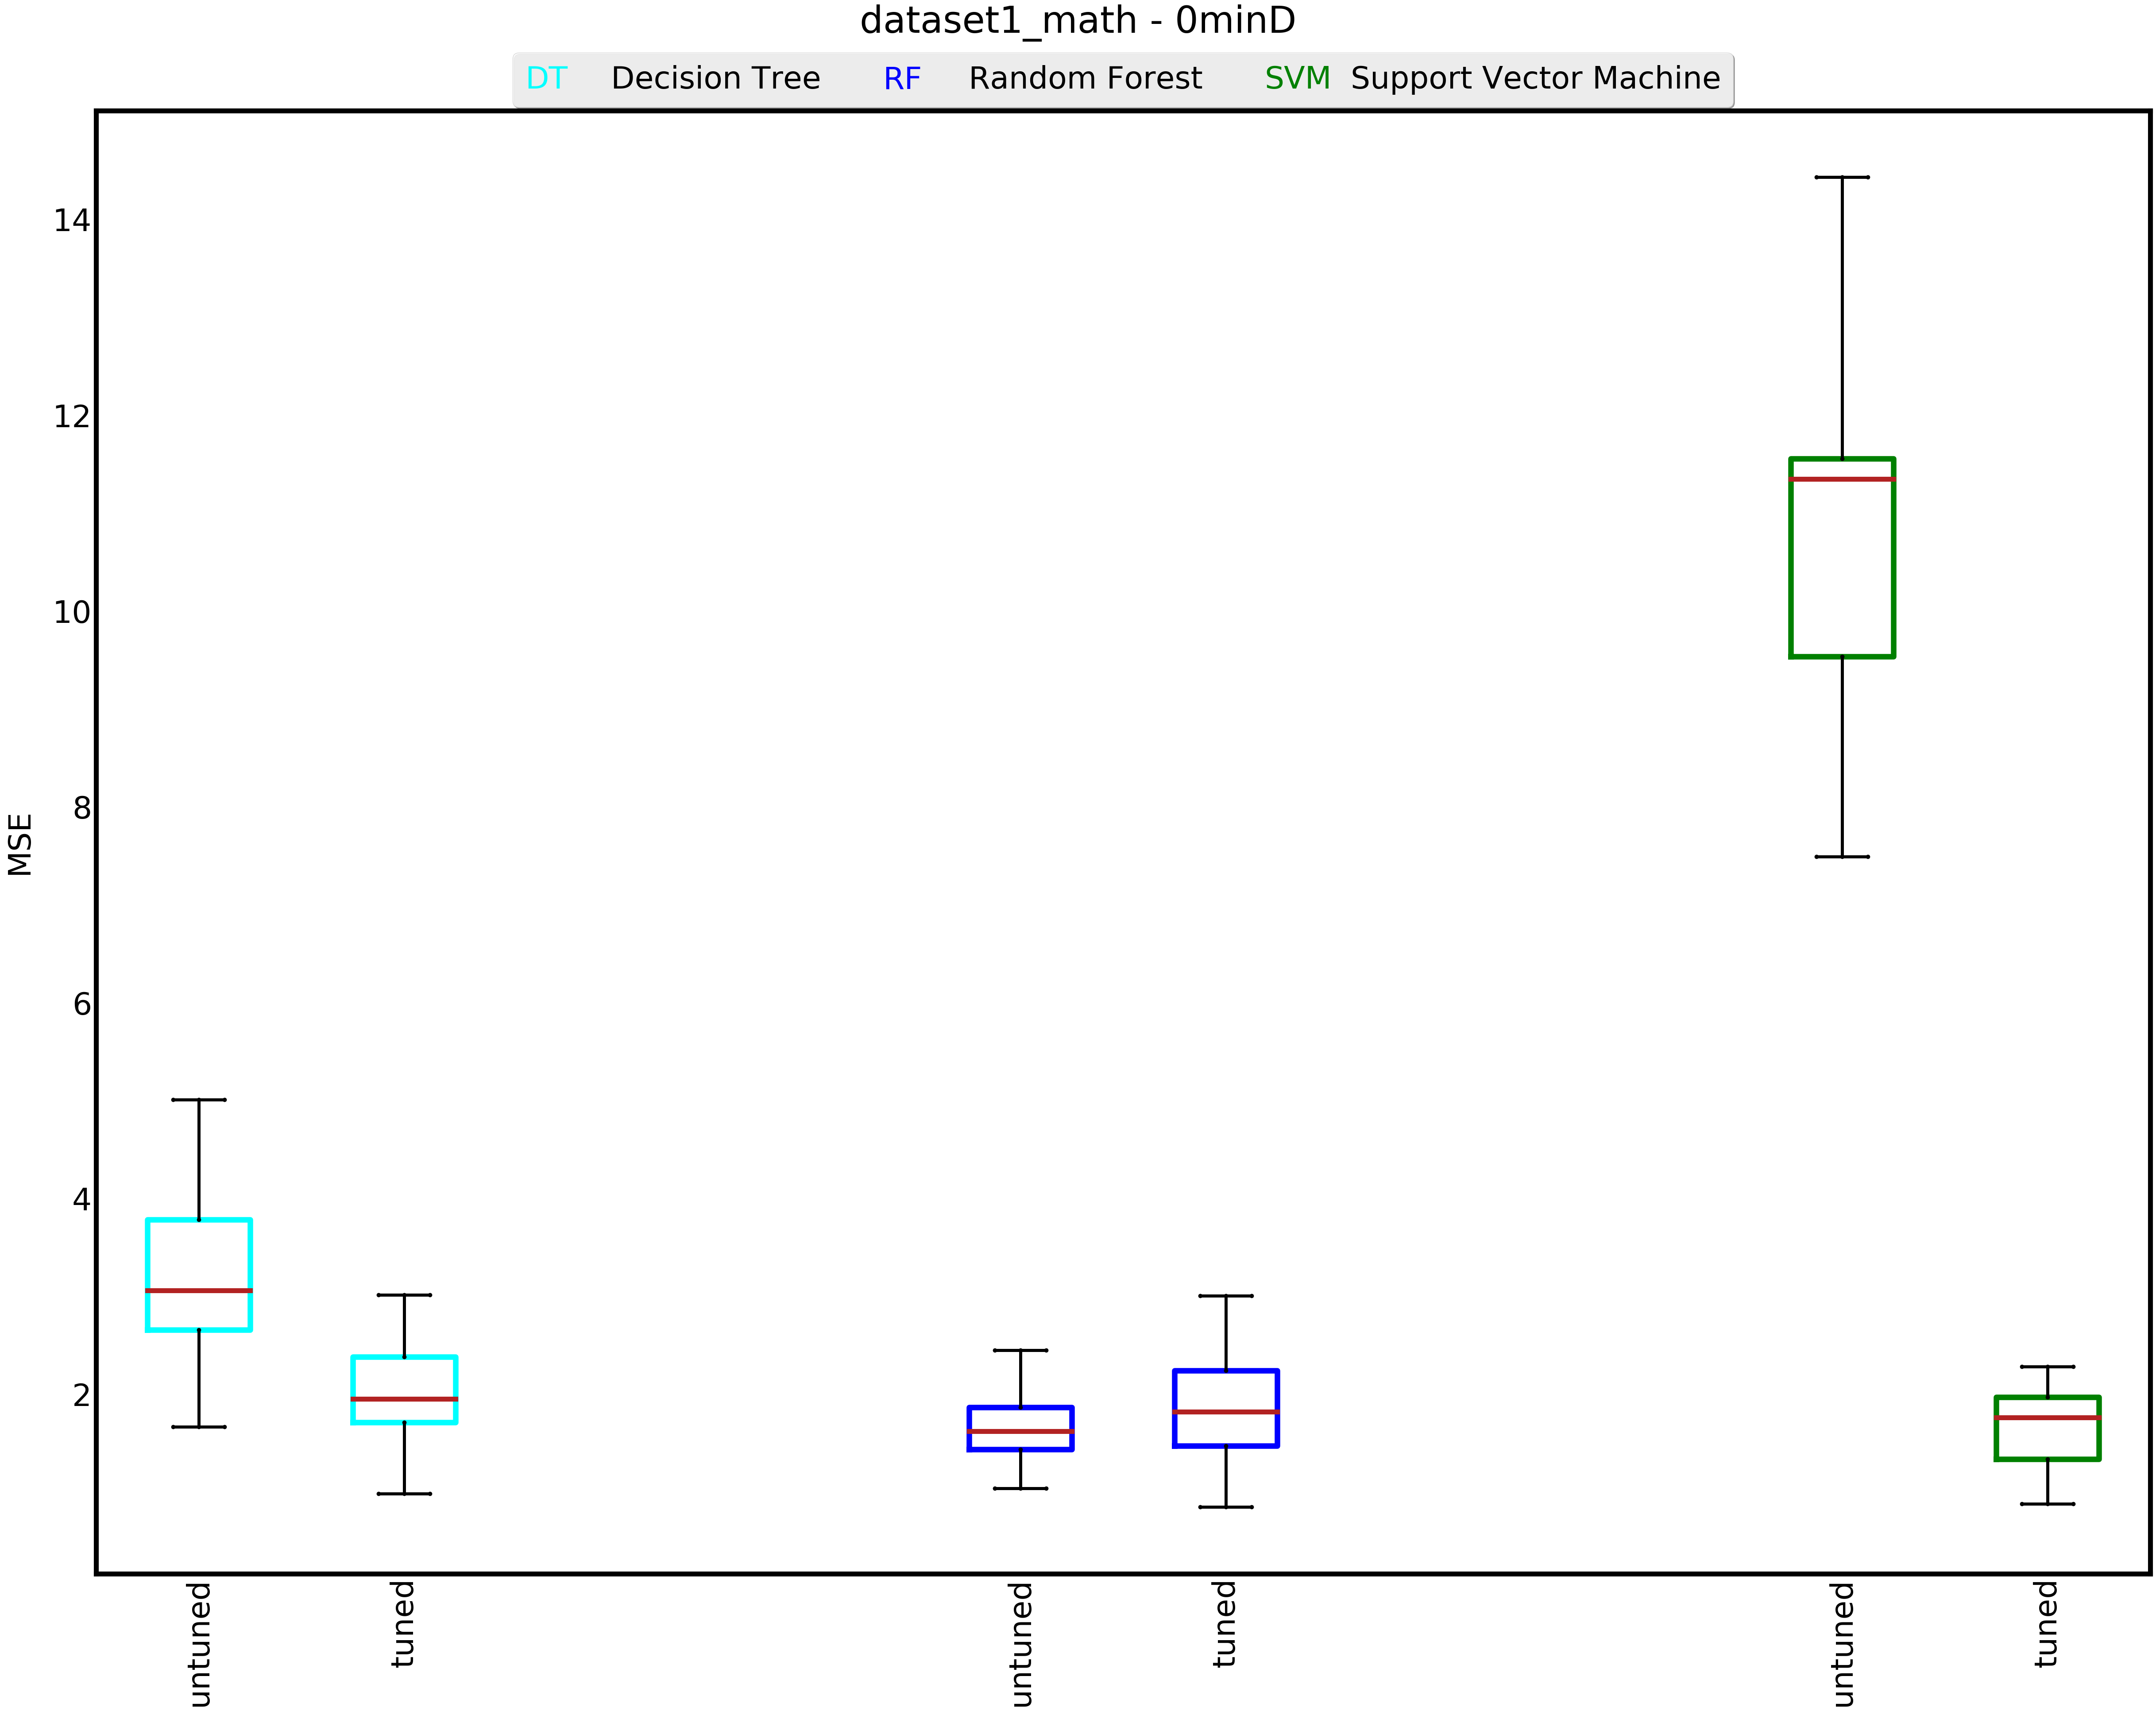 dataset1_math - 0minD
DT Decision Tree RF Random Forest SVM Support Vector Machine
MSE
14
12
10
8
6
4
2
untuned tuned untuned tuned untuned tuned